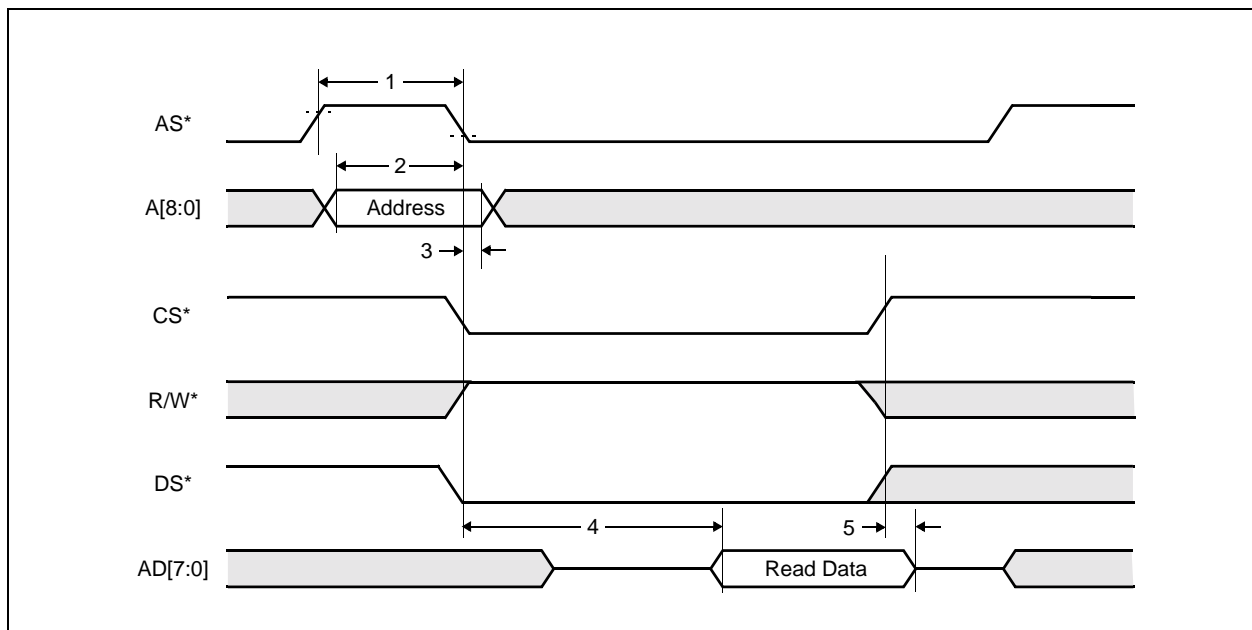 1
AS*
2
A[8:0]
Address
3
CS*
R/W*
DS*
4
5
AD[7:0]
Read Data